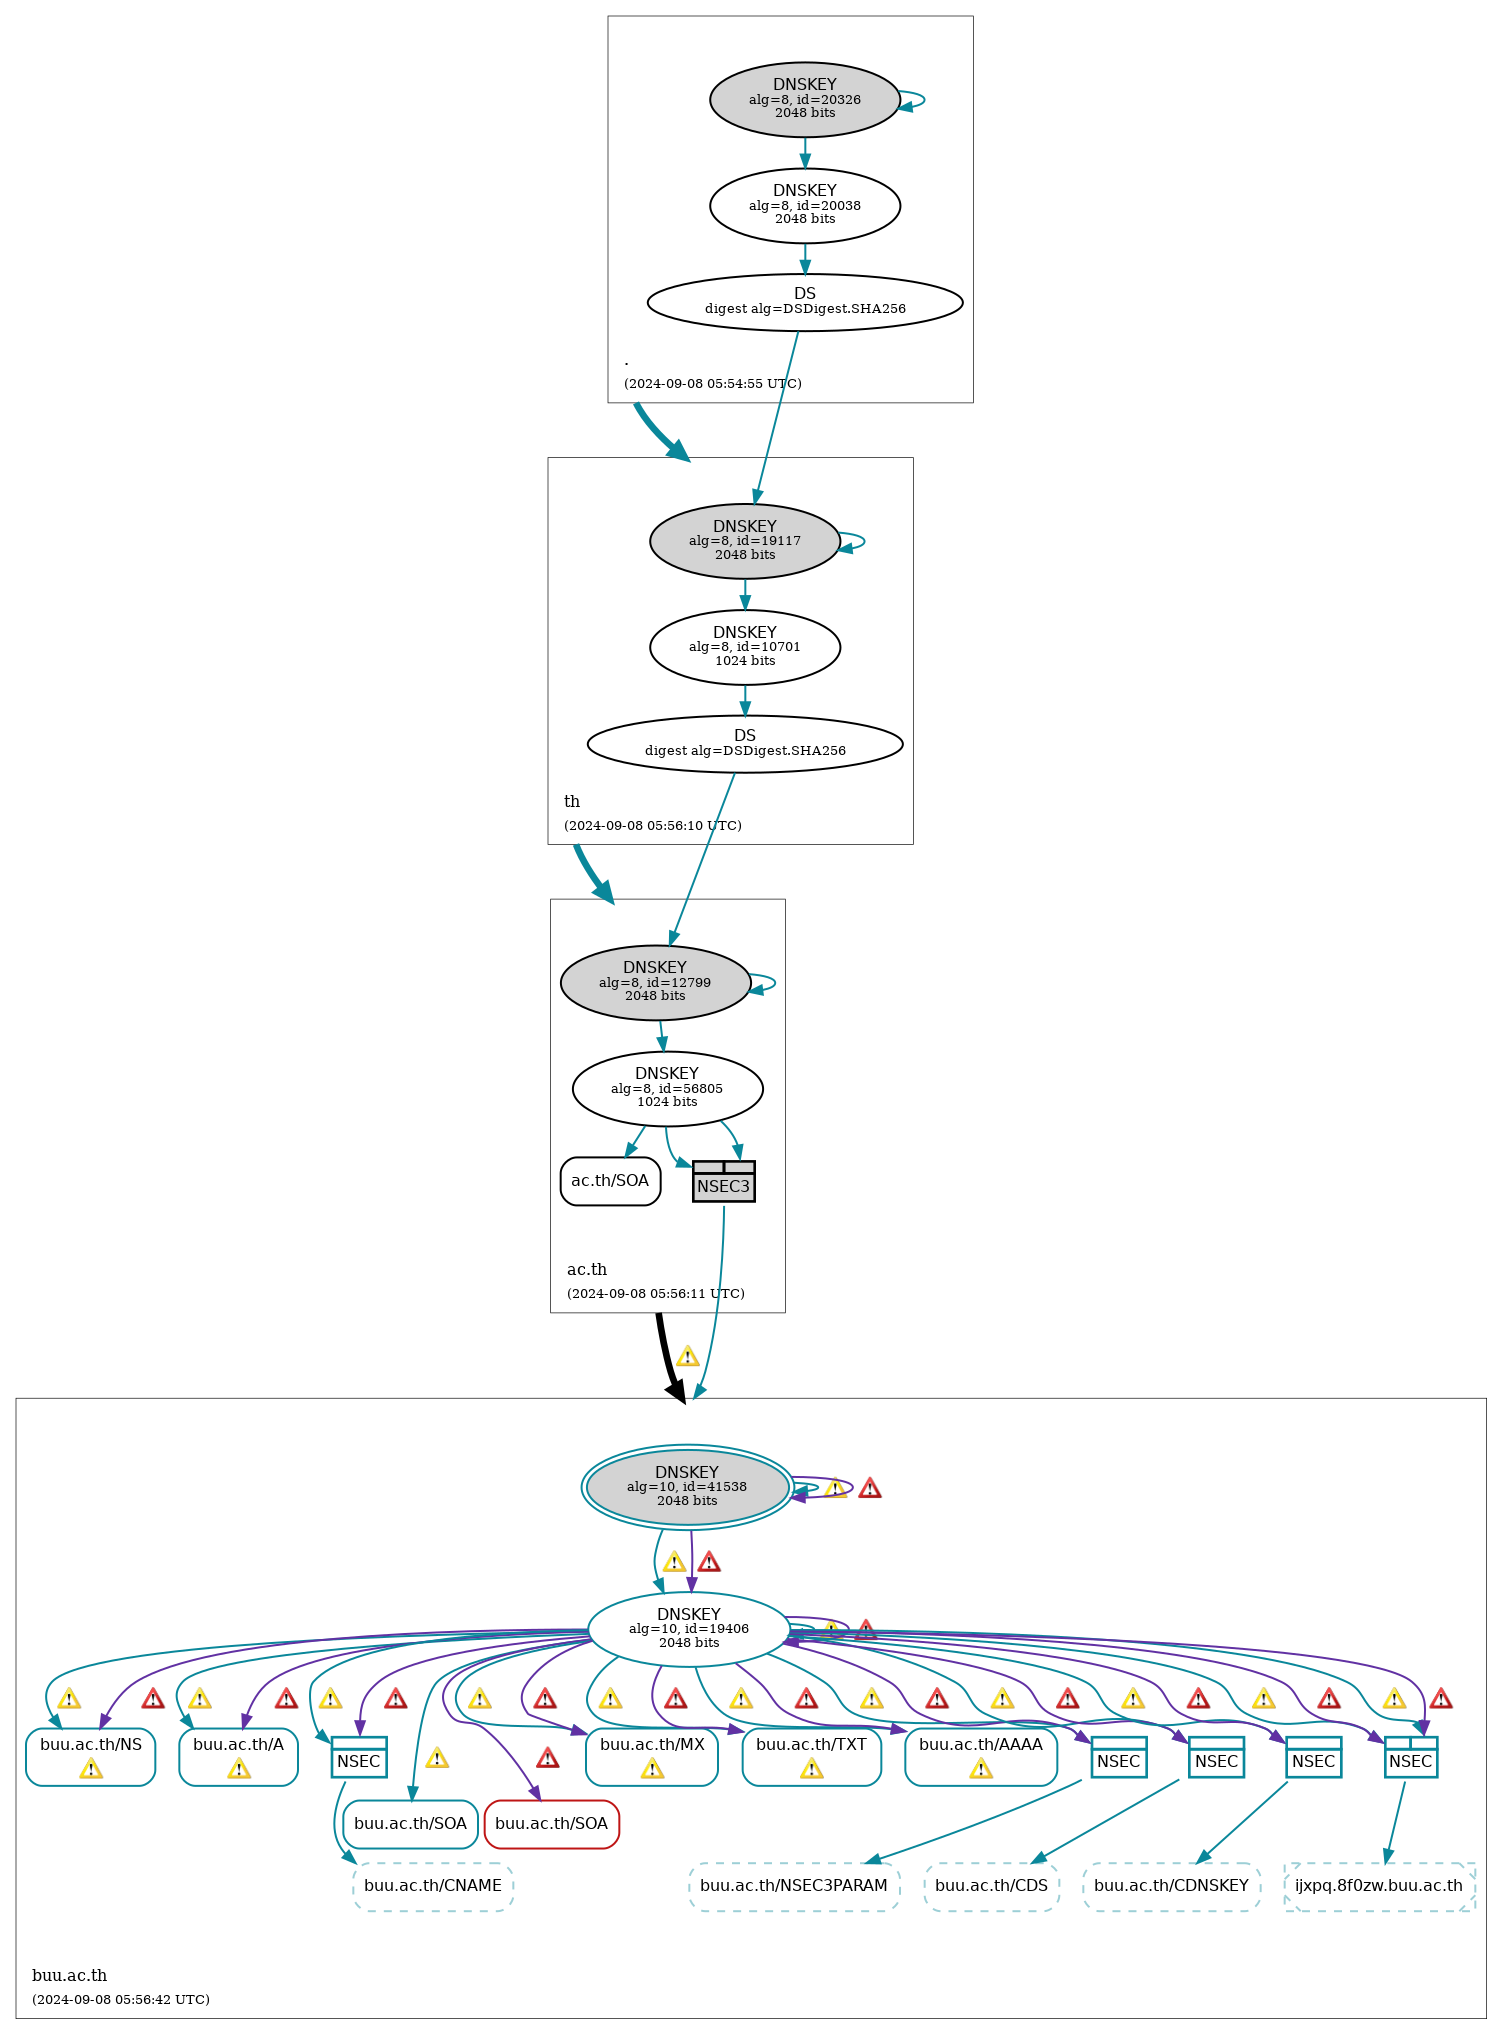 DNSKEY
alg=8, id=20326
2048 bits
DNSKEY
alg=8, id=20038
2048 bits
DS
digest alg=DSDigest.SHA256
.
(2024-09-08 05:54:55 UTC)
DNSKEY
alg=8, id=19117
2048 bits
DNSKEY
alg=8, id=10701
1024 bits
DS
digest alg=DSDigest.SHA256
th
(2024-09-08 05:56:10 UTC)
DNSKEY
alg=8, id=12799
2048 bits
DNSKEY
alg=8, id=56805
1024 bits
ac.th/SOA
NSEC3
ac.th
(2024-09-08 05:56:11 UTC)
DNSKEY
alg=10, id=41538
2048 bits
DNSKEY
alg=10, id=19406
2048 bits
buu.ac.th/NS
buu.ac.th/A
NSEC
buu.ac.th/MX
buu.ac.th/TXT
buu.ac.th/AAAA
NSEC
NSEC
NSEC
NSEC
buu.ac.th/SOA
buu.ac.th/SOA
buu.ac.th/CNAME
buu.ac.th/NSEC3PARAM
buu.ac.th/CDS
buu.ac.th/CDNSKEY
ijxpq.8f0zw.buu.ac.th
buu.ac.th
(2024-09-08 05:56:42 UTC)